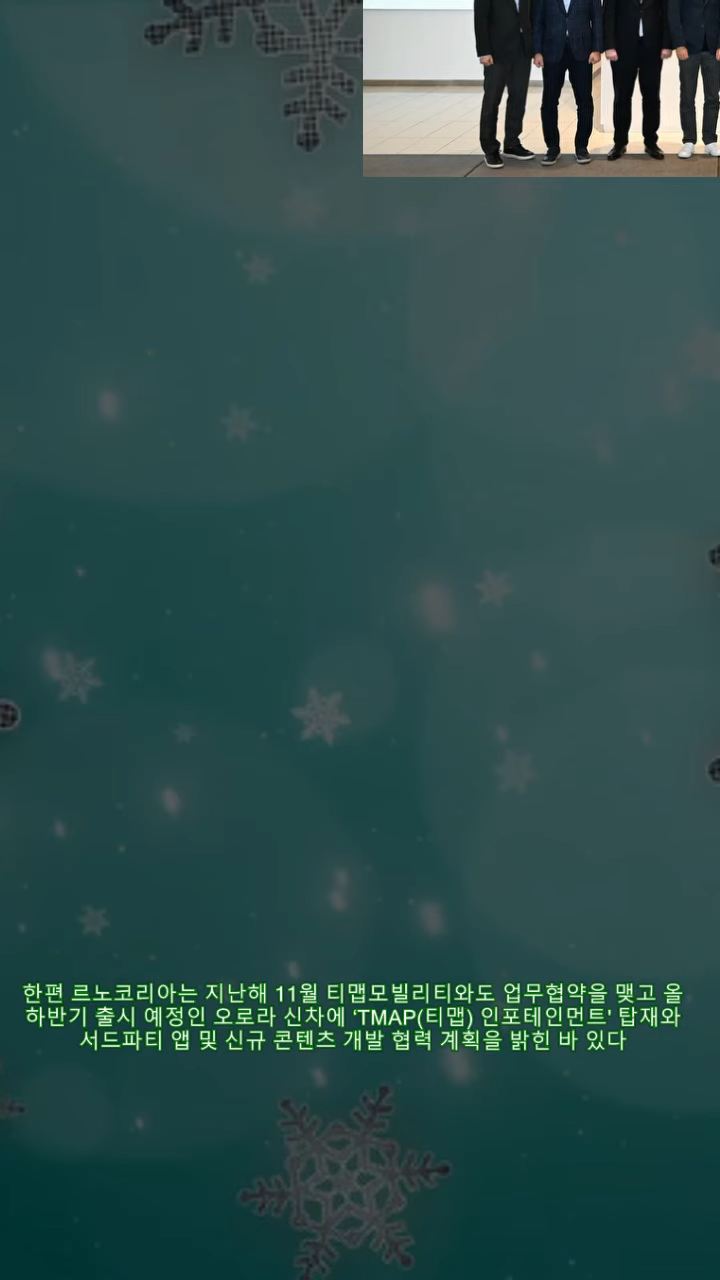 한편 르노코리아는 지난해 11월 티맵모빌리티와도 업무협약을 맺고 올
하반기 출시 예정인 오로라 신차에 ‘TMAP(티맵) 인포테인먼트' 탑재와
서드파티 앱 및 신규 콘텐츠 개발 협력 계획을 밝힌 바 있다